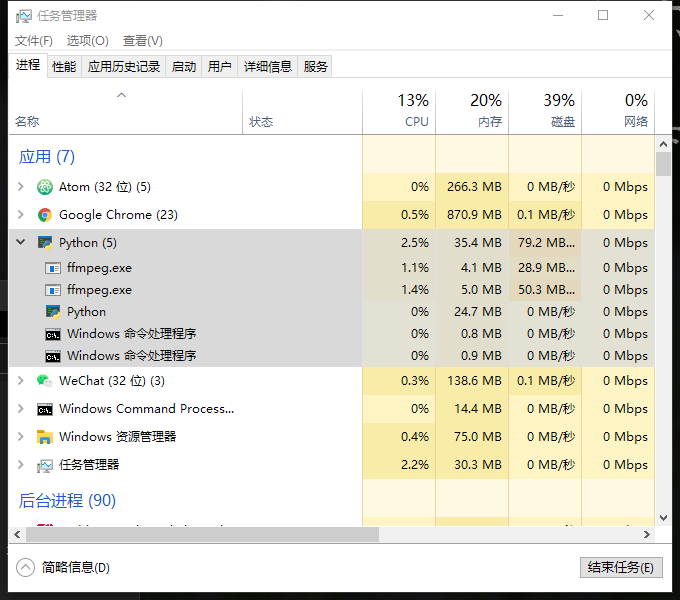 任务管理器
文件(F) 选项(O) 查看(V)
进程 性能 应用历史记录 启动 用户 详细信息 服务
13% 20% 39% 0%
名称 状态 CPU 内存 磁盘 网络
应用 (7)
Atom (32 位) (5) 0% 266.3 MB 0 MB/秒 0 Mbps
Google Chrome (23) 0.5% 870.9 MB 0.1 MB/秒 0 Mbps
Python (5) 2.5% 35.4 MB 79.2 MB... 0 Mbps
ffmpeg.exe 1.1% 4.1 MB 28.9 MB... 0 Mbps
ffmpeg.exe 1.4% 5.0 MB 50.3 MB... 0 Mbps
Python 0% 24.7 MB 0 MB/秒 0 Mbps
Windows 命令处理程序 0% 0.8 MB 0 MB/秒 0 Mbps
Windows 命令处理程序 0% 0.9 MB 0 MB/秒 0 Mbps
WeChat (32 位) (3) 0.3% 138.6 MB 0.1 MB/秒 0 Mbps
Windows Command Process... 0% 14.4 MB 0 MB/秒 0 Mbps
Windows 资源管理器 0.4% 75.0 MB 0 MB/秒 0 Mbps
任务管理器 2.2% 30.3 MB 0 MB/秒 0 Mbps
后台进程 (90)
简略信息(D) 结束任务(E)